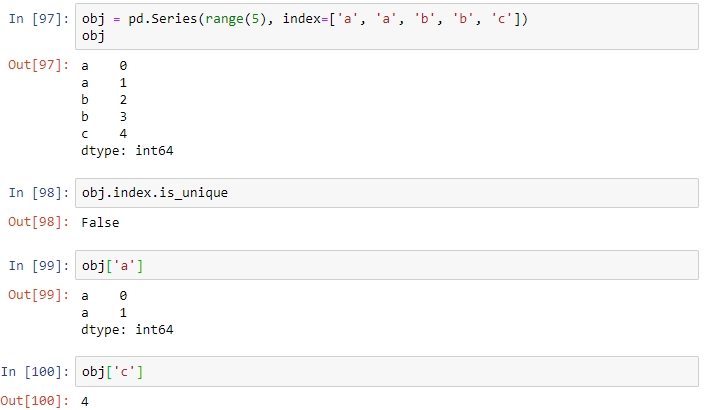 In [97]: obj = pd.Series(range(5), index=['a', 'a', 'b', 'b', 'c'])
obj
Out[97]: a    0
a    1
b    2
b    3
c    4
dtype: int64
In [98]: obj.index.is_unique
Out[98]: False
In [99]: obj['a']
Out[99]: a    0
a    1
dtype: int64
In [100]: obj['c']
Out[100]: 4